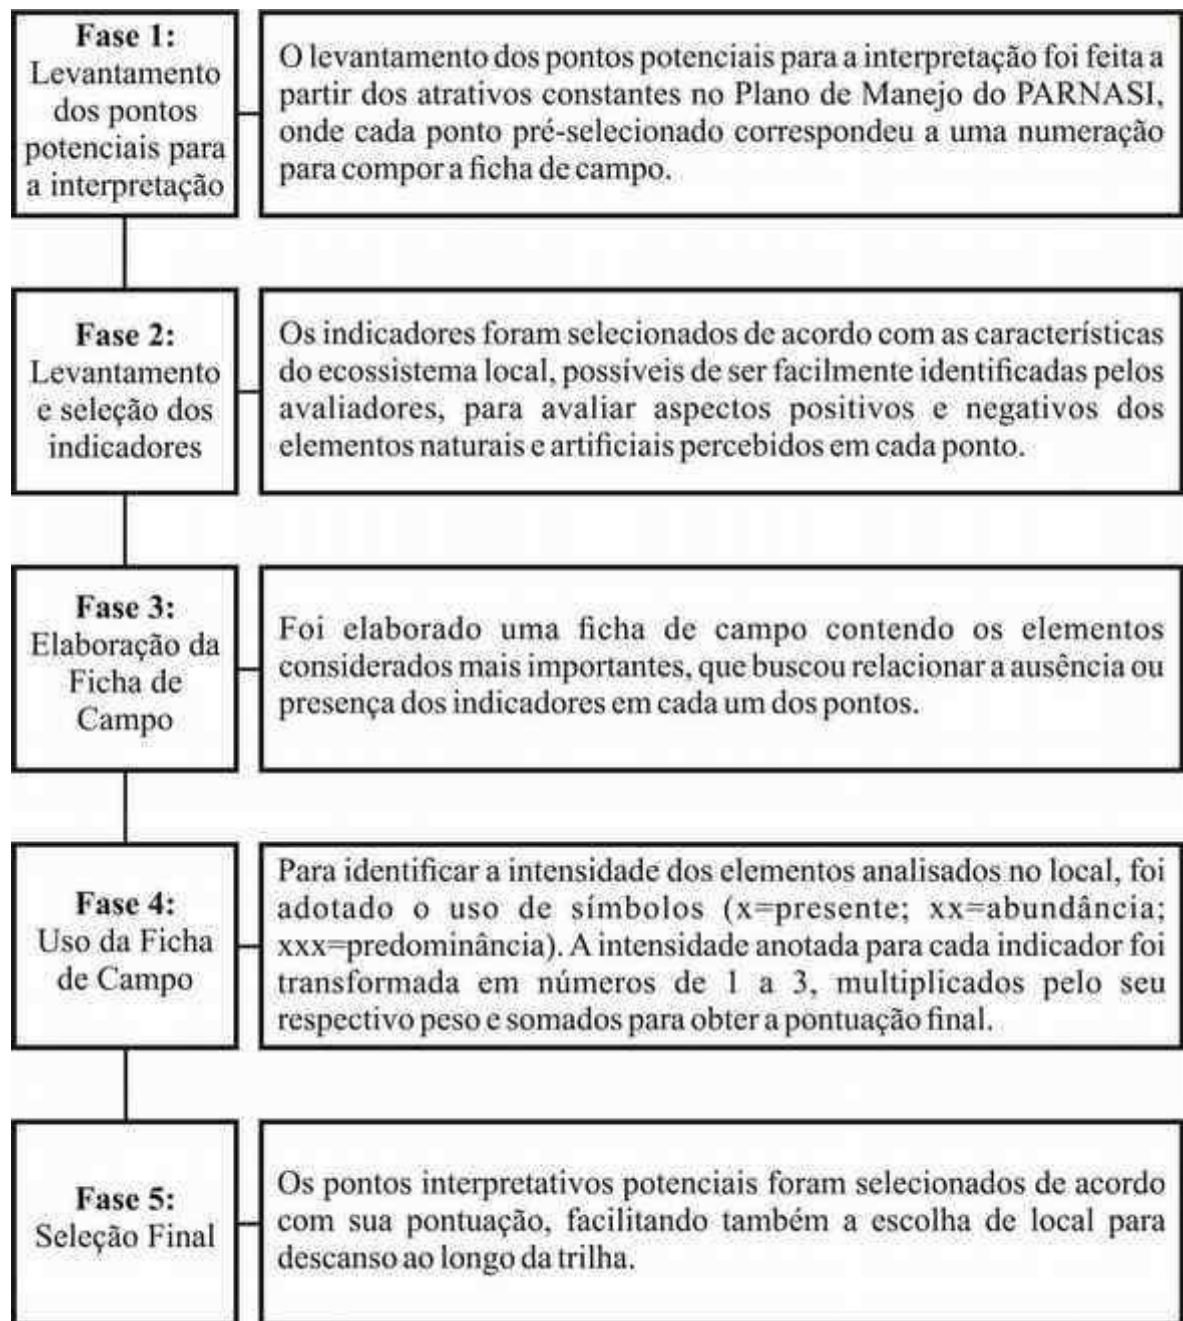 Fase 1:
Levantamento
dos pontos
potenciais para
a interpretação
O levantamento dos pontos potenciais para a interpretação foi feita a
partir dos atrativos constantes no Plano de Manejo do PARNASI,
onde cada ponto pré-selecionado correspondeu a uma numeração
para compor a ficha de campo.
Fase 2:
Levantamento
e seleção dos
indicadores
Os indicadores foram selecionados de acordo com as características
do ecossistema local, possíveis de ser facilmente identificadas pelos
avaliadores, para avaliar aspectos positivos e negativos dos
elementos naturais e artificiais percebidos em cada ponto.
Fase 3:
Elaboração da
Ficha de
Campo
Foi elaborado uma ficha de campo contendo os elementos
considerados mais importantes, que buscou relacionar a ausência ou
presença dos indicadores em cada um dos pontos.
Fase 4:
Uso da Ficha
de Campo
Para identificar a intensidade dos elementos analisados no local, foi
adotado o uso de símbolos (x=presente; xx=abundância;
xxx=predominância). A intensidade anotada para cada indicador foi
transformada em números de 1 a 3, multiplicados pelo seu
respectivo peso e somados para obter a pontuação final.
Fase 5:
Seleção Final
Os pontos interpretativos potenciais foram selecionados de acordo
com sua pontuação, facilitando também a escolha de local para
descanso ao longo da trilha.